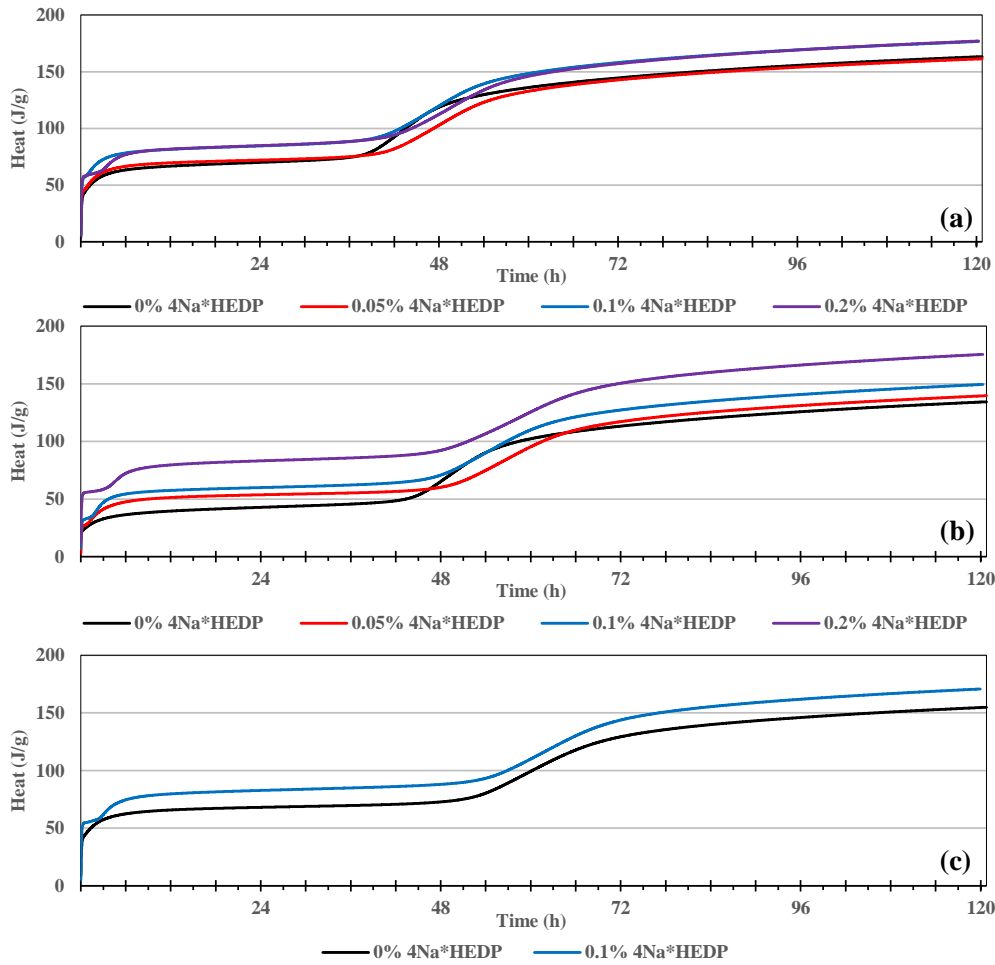 200
150
100
50
0
Heat (J/g)
(a)
24 48 72 96 120
Time (h)
0% 4Na*HEDP 0.05% 4Na*HEDP 0.1% 4Na*HEDP 0.2% 4Na*HEDP
200
150
100
50
0
Heat (J/g)
(b)
24 48 72 96 120
Time (h)
0% 4Na*HEDP 0.05% 4Na*HEDP 0.1% 4Na*HEDP 0.2% 4Na*HEDP
200
150
100
50
0
Heat (J/g)
(c)
24 48 72 96 120
Time (h)
0% 4Na*HEDP 0.1% 4Na*HEDP